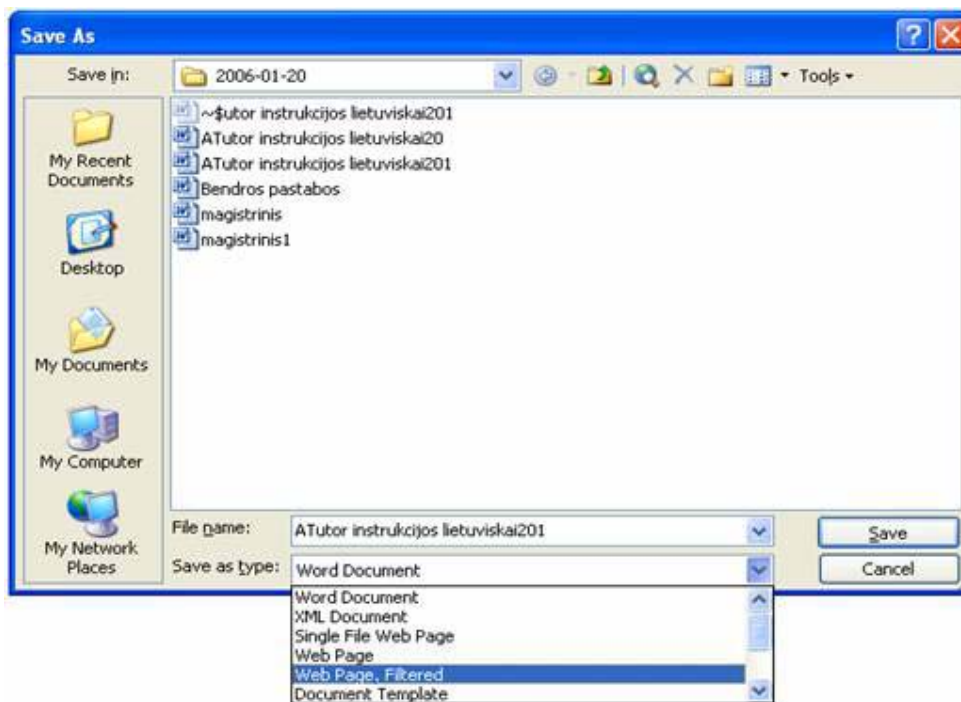 Save As
Save in:
2006-01-20
Tools
~$utor instrukcijos lietuviskai201
ATutor instrukcijos lietuviskai20
ATutor instrukcijos lietuviskai201
Bendros pastabos
magistrinis
magistrinis1
My Recent
Documents
Desktop
My Documents
My Computer
My Network
Places
File name:
ATutor instrukcijos lietuviskai201
Save
Save as type:
Word Document
Cancel
Word Document
XML Document
Single File Web Page
Web Page
Web Page, Filtered
Document Template